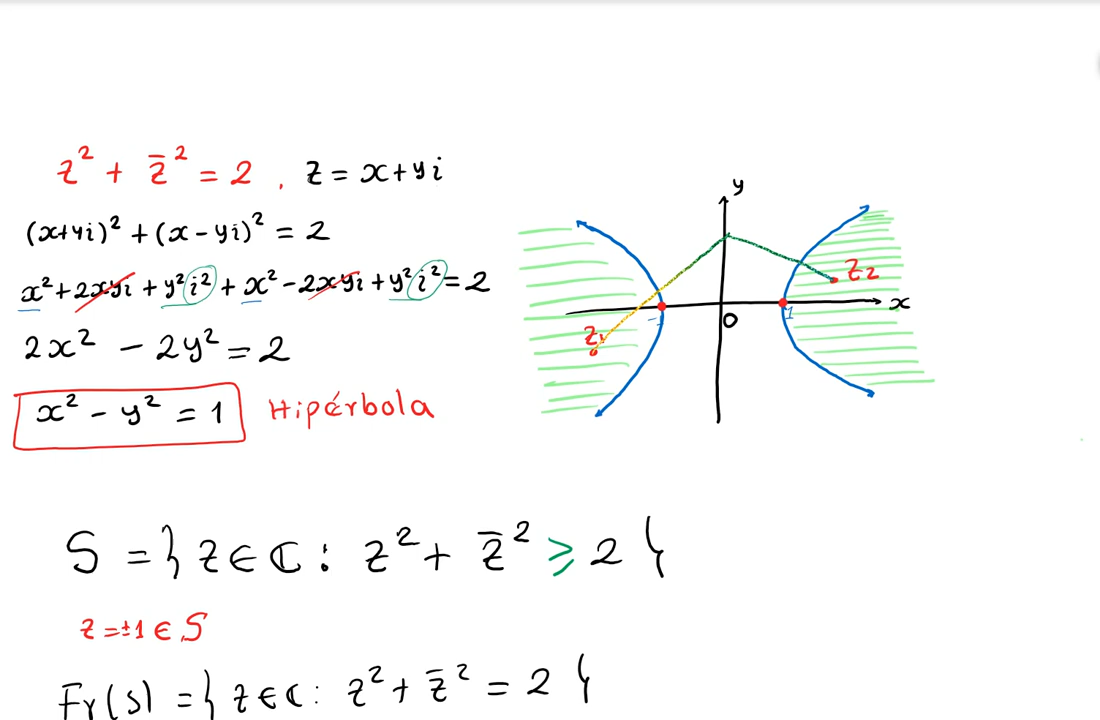 z² + z̄² = 2 , z = x + yi
(x+yi)² + (x - yi)² = 2
x² + 2xyi + y²i² + x² - 2xyi + y²i² = 2
2x² - 2y² = 2
x² - y² = 1 Hipérbola
y
z₂
x
-1
0
1
z₁
S = } z ∈ ℂ : z² + z̄² ⩾ 2 {
z = ±1 ∈ S
Fr(S) = } z ∈ ℂ : z² + z̄² = 2 {